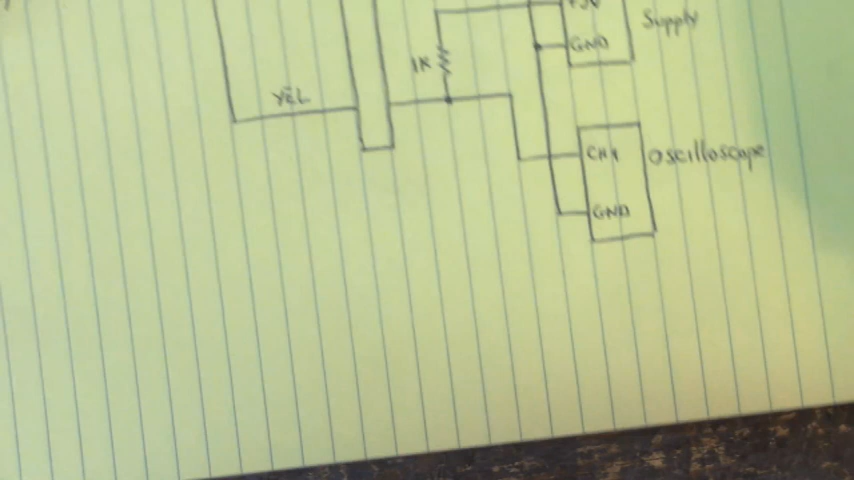 Supply
GND
1K
YEL
CH1
Oscilloscope
GND